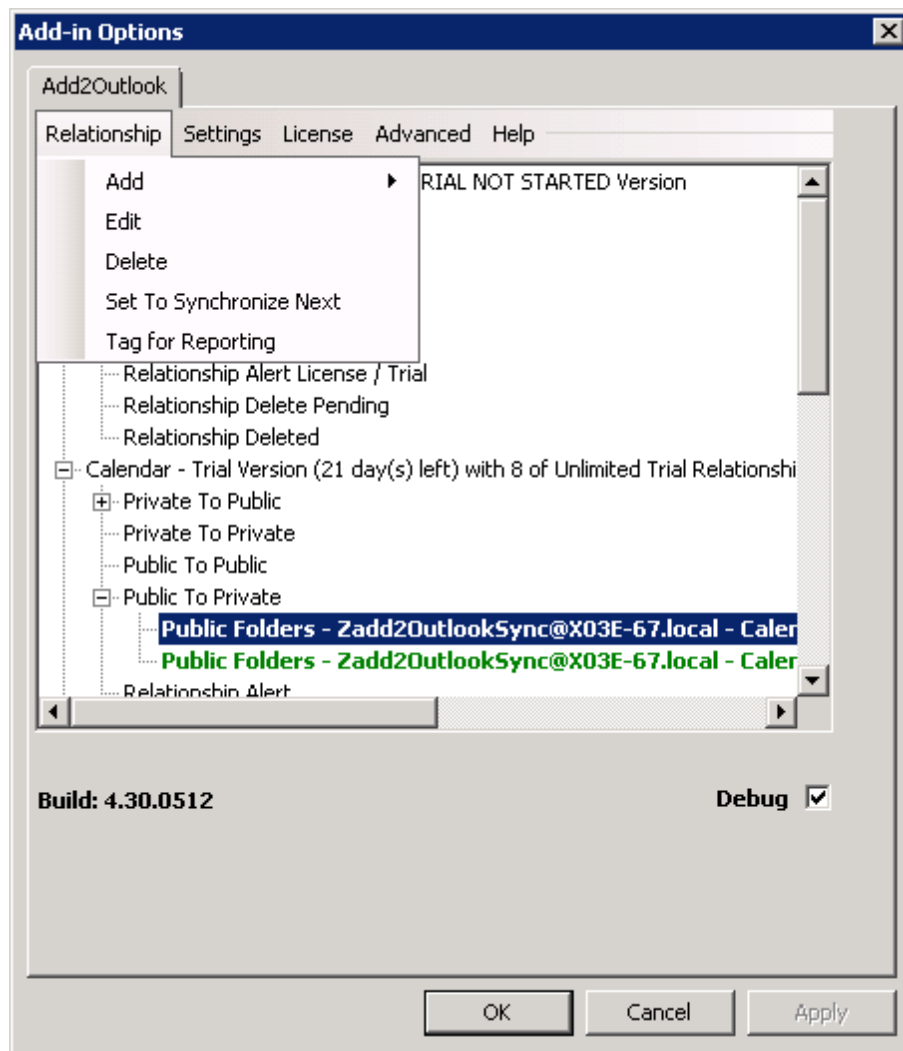 Add-in Options
Add2Outlook
Relationship Settings License Advanced Help
Add
RIAL NOT STARTED Version
Edit
Delete
Set To Synchronize Next
Tag for Reporting
Relationship Alert License / Trial
Relationship Delete Pending
Relationship Deleted
Calendar - Trial Version (21 day(s) left) with 8 of Unlimited Trial Relationshi
Private To Public
Private To Private
Public To Public
Public To Private
Public Folders - Zadd2OutlookSync@X03E-67.local - Caler
Public Folders - Zadd2OutlookSync@X03E-67.local - Caler
Relationship Alert
Build: 4.30.0512
Debug
OK Cancel Apply